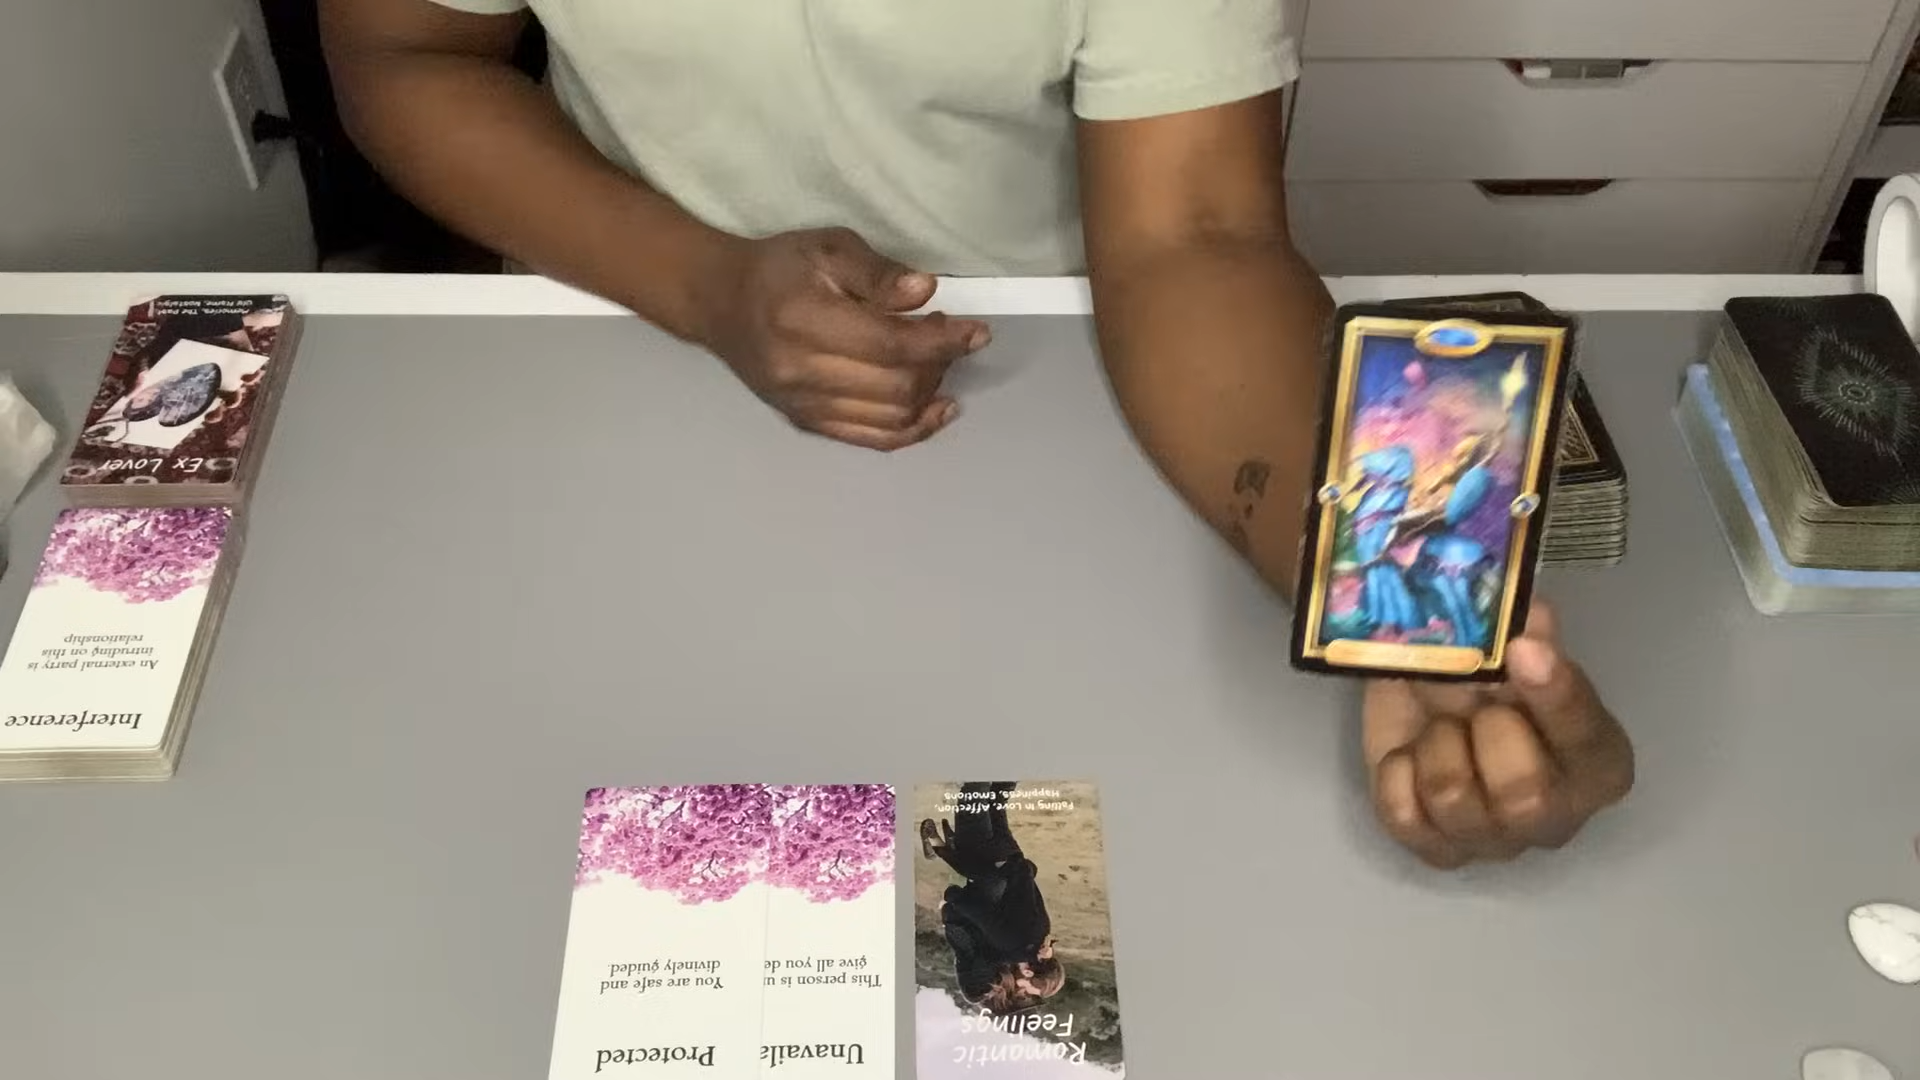 Ex Lover
Memories, The Past
Old Flame, Nostalgic
Interference
An external party is
intruding on this
relationship
Protected
You are safe and
divinely guided.
Unavaila
This person is u
give all you de
Romantic
Feelings
Falling In Love, Affection,
Happiness, Emotions